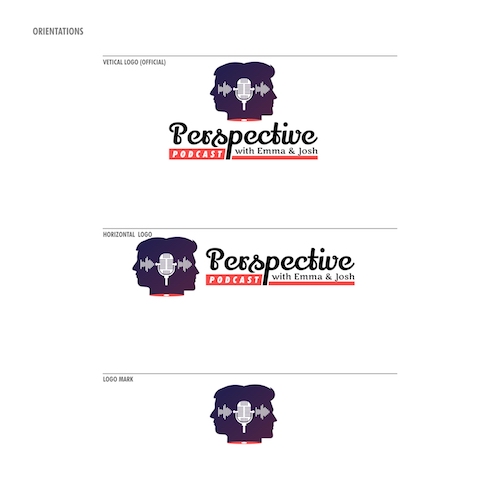 ORIENTATIONS
VETICAL LOGO (OFFICIAL)
Perspective
PODCAST with Emma & Josh
HORIZONTAL LOGO
Perspective
PODCAST with Emma & Josh
LOGO MARK